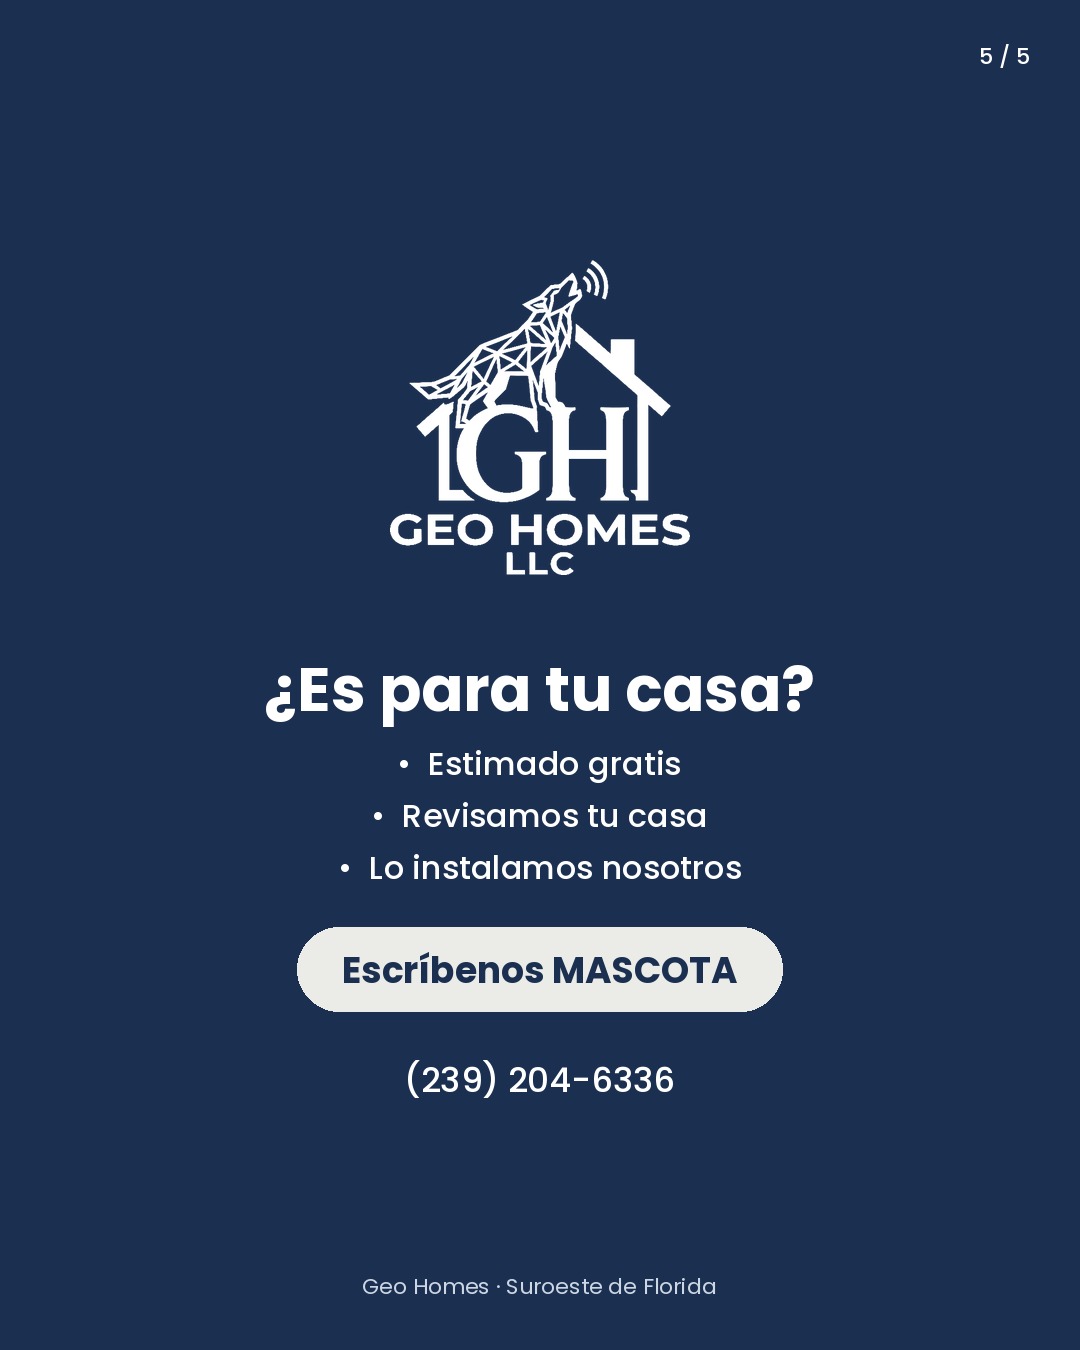 5 / 5
GH
GEO HOMES
LLC
¿Es para tu casa?
• Estimado gratis
• Revisamos tu casa
• Lo instalamos nosotros
Escríbenos MASCOTA
(239) 204-6336
Geo Homes · Suroeste de Florida